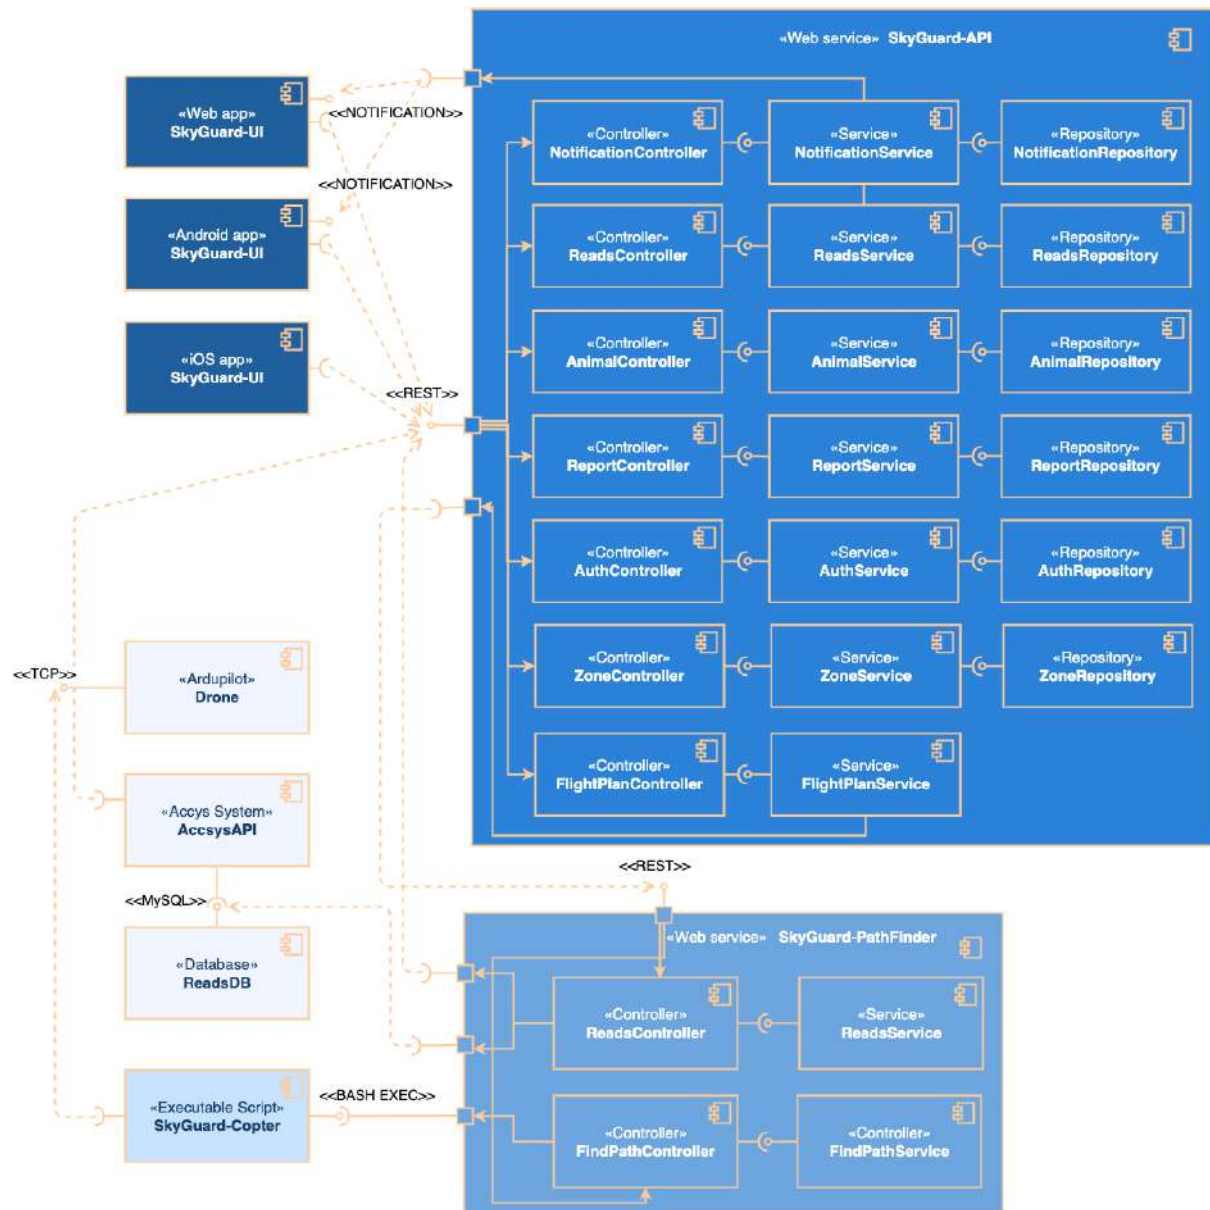 «Web service» SkyGuard-API
«Web app»
SkyGuard-UI
<<NOTIFICATION>>
«Controller»
NotificationController
«Service»
NotificationService
«Repository»
NotificationRepository
<<NOTIFICATION>>
«Android app»
SkyGuard-UI
«Controller»
ReadsController
«Service»
ReadsService
«Repository»
ReadsRepository
«iOS app»
SkyGuard-UI
«Controller»
AnimalController
«Service»
AnimalService
«Repository»
AnimalRepository
<<REST>>
«Controller»
ReportController
«Service»
ReportService
«Repository»
ReportRepository
«Controller»
AuthController
«Service»
AuthService
«Repository»
AuthRepository
<<TCP>>
«Ardupilot»
Drone
«Controller»
ZoneController
«Service»
ZoneService
«Repository»
ZoneRepository
«Controller»
FlightPlanController
«Service»
FlightPlanService
«Accys System»
AccsysAPI
<<REST>>
<<MySQL>>
«Web service» SkyGuard-PathFinder
«Database»
ReadsDB
«Controller»
ReadsController
«Service»
ReadsService
«Executable Script»
SkyGuard-Copter
<<BASH EXEC>>
«Controller»
FindPathController
«Controller»
FindPathService